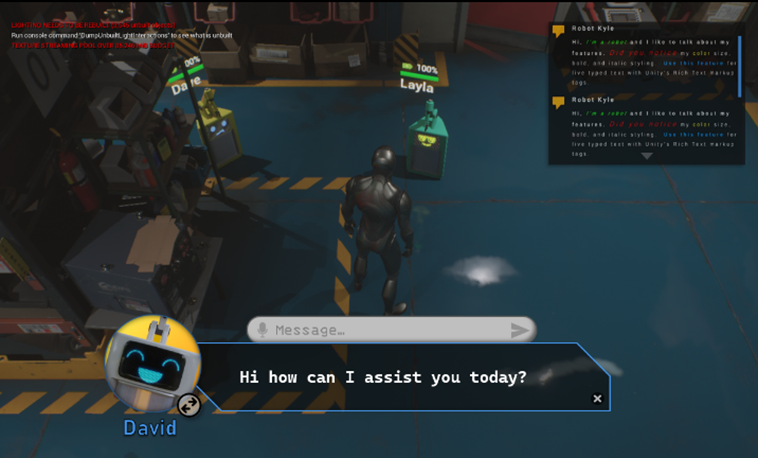 Run console command 'DumpUnbuiltLightInteractions' to see what is unbuilt
100%
Layla
Robot Kyle
Hi, I'm a robot and I like to talk about my
features. Did you notice my color size,
bold, and italic styling. Use this feature for
live typed text with Unity's Rich Text Markup
tags.
Robot Kyle
Hi, I'm a robot and I like to talk about my
features. Did you notice my color size,
bold, and italic styling. Use this feature for
live typed text with Unity's Rich Text Markup
tags.
Message…
Hi how can I assist you today?
David